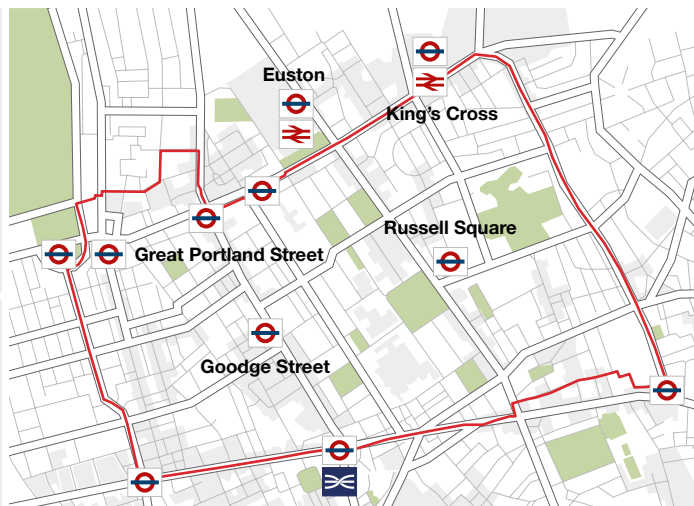 Euston
King's Cross
Russell Square
Great Portland Street
Goodge Street